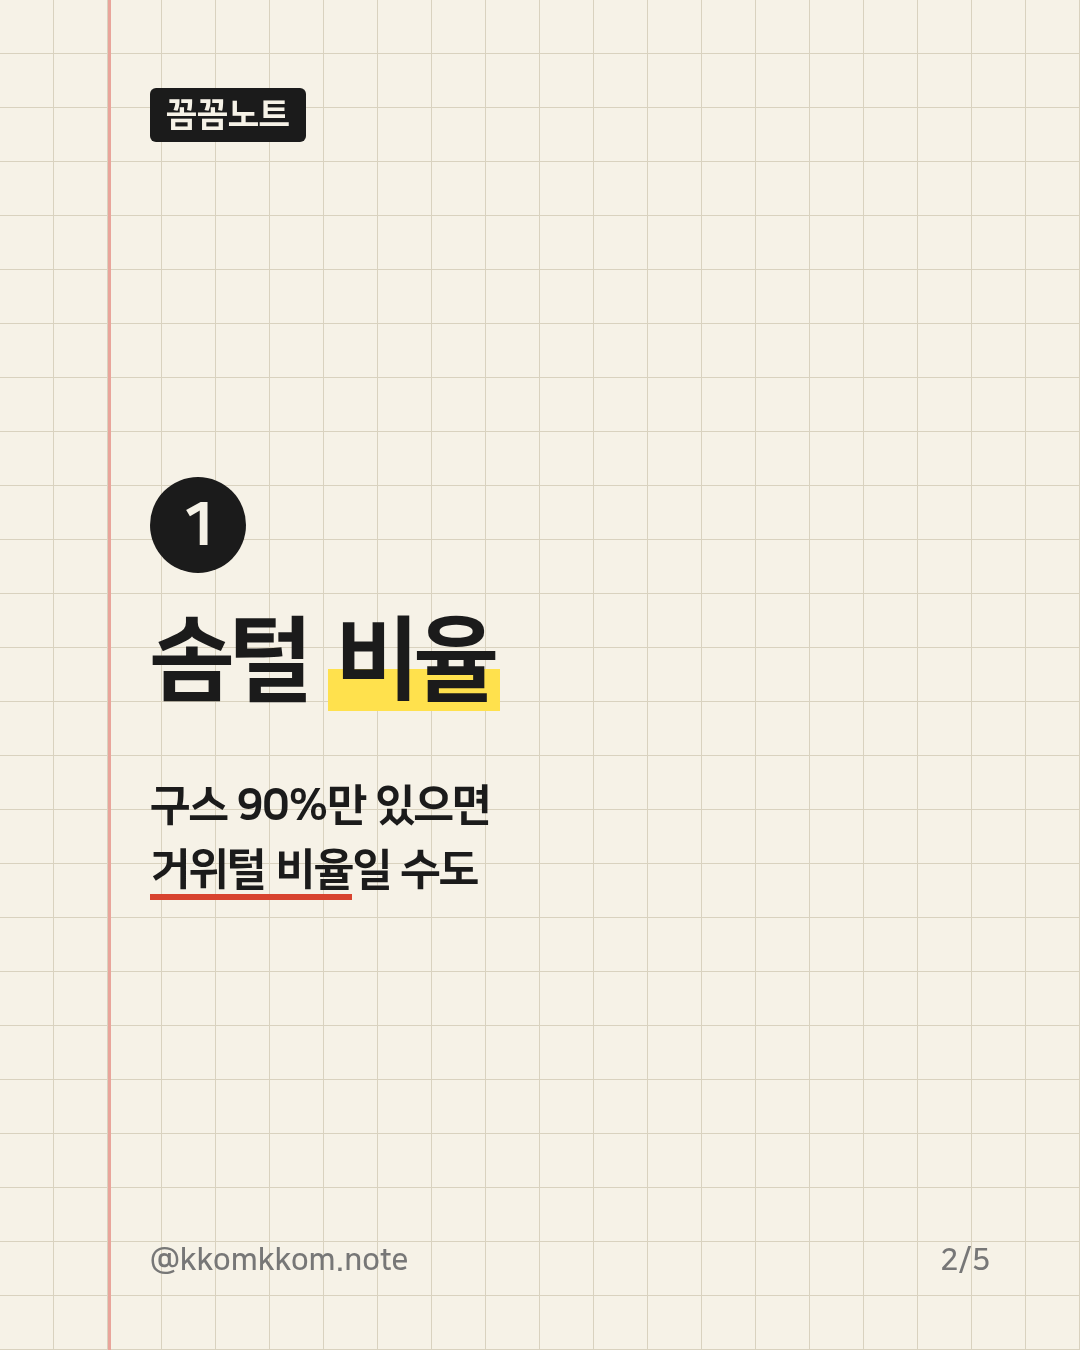 꼼꼼노트
1
솜털 비율
구스 90%만 있으면
거위털 비율일 수도
@kkomkkom.note
2/5